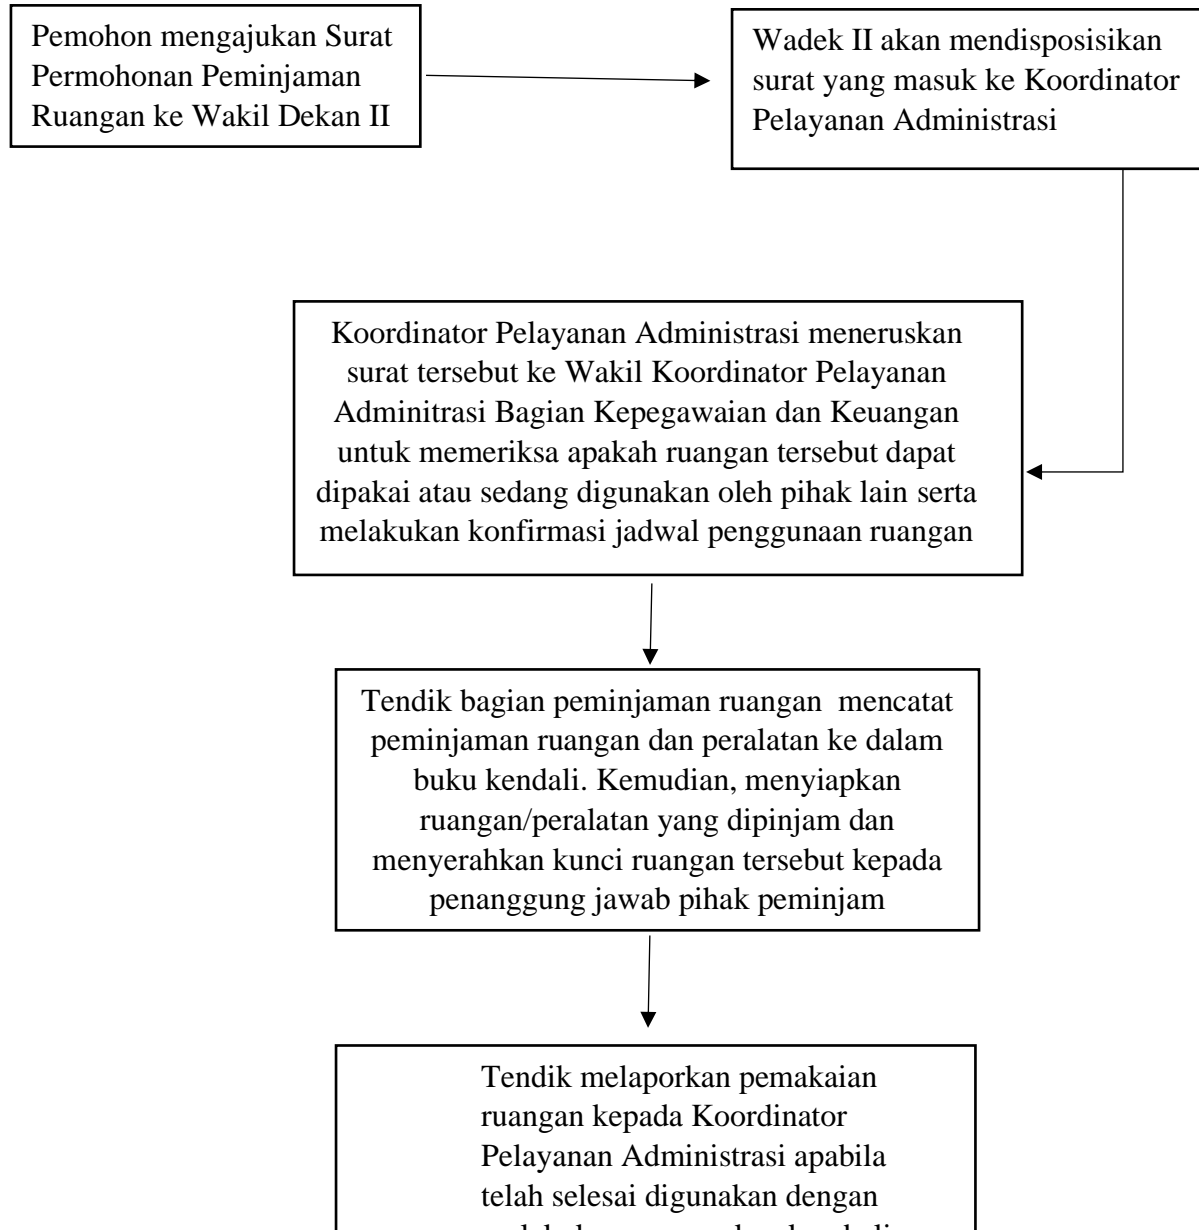 Pemohon mengajukan Surat
Permohonan Peminjaman
Ruangan ke Wakil Dekan II
Wadek II akan mendisposisikan
surat yang masuk ke Koordinator
Pelayanan Administrasi
Koordinator Pelayanan Administrasi meneruskan
surat tersebut ke Wakil Koordinator Pelayanan
Adminitrasi Bagian Kepegawaian dan Keuangan
untuk memeriksa apakah ruangan tersebut dapat
dipakai atau sedang digunakan oleh pihak lain serta
melakukan konfirmasi jadwal penggunaan ruangan
Tendik bagian peminjaman ruangan mencatat
peminjaman ruangan dan peralatan ke dalam
buku kendali. Kemudian, menyiapkan
ruangan/peralatan yang dipinjam dan
menyerahkan kunci ruangan tersebut kepada
penanggung jawab pihak peminjam
Tendik melaporkan pemakaian
ruangan kepada Koordinator
Pelayanan Administrasi apabila
telah selesai digunakan dengan